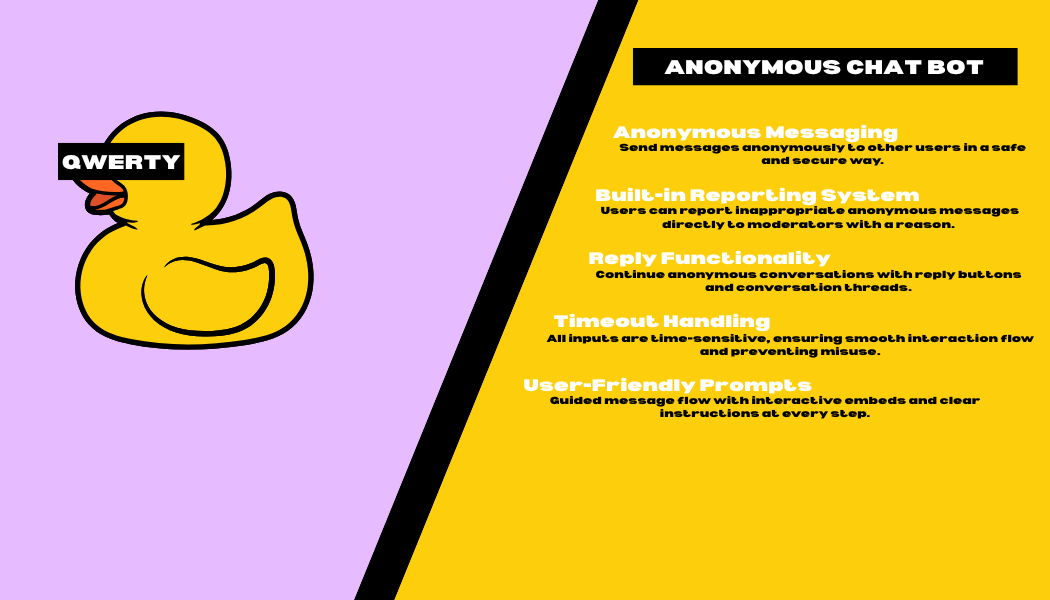 QWERTY
ANONYMOUS CHAT BOT
Anonymous Messaging
Send messages anonymously to other users in a safe
and secure way.
Built-in Reporting System
Users can report inappropriate anonymous messages
directly to moderators with a reason.
Reply Functionality
Continue anonymous conversations with reply buttons
and conversation threads.
Timeout Handling
All inputs are time-sensitive, ensuring smooth interaction flow
and preventing misuse.
User-Friendly Prompts
Guided message flow with interactive embeds and clear
instructions at every step.